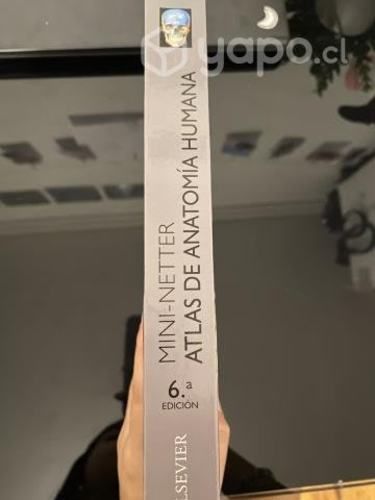 yapo.cl
MINI-NETTER
ATLAS DE ANATOMÍA HUMANA
6.ª
EDICIÓN
ELSEVIER